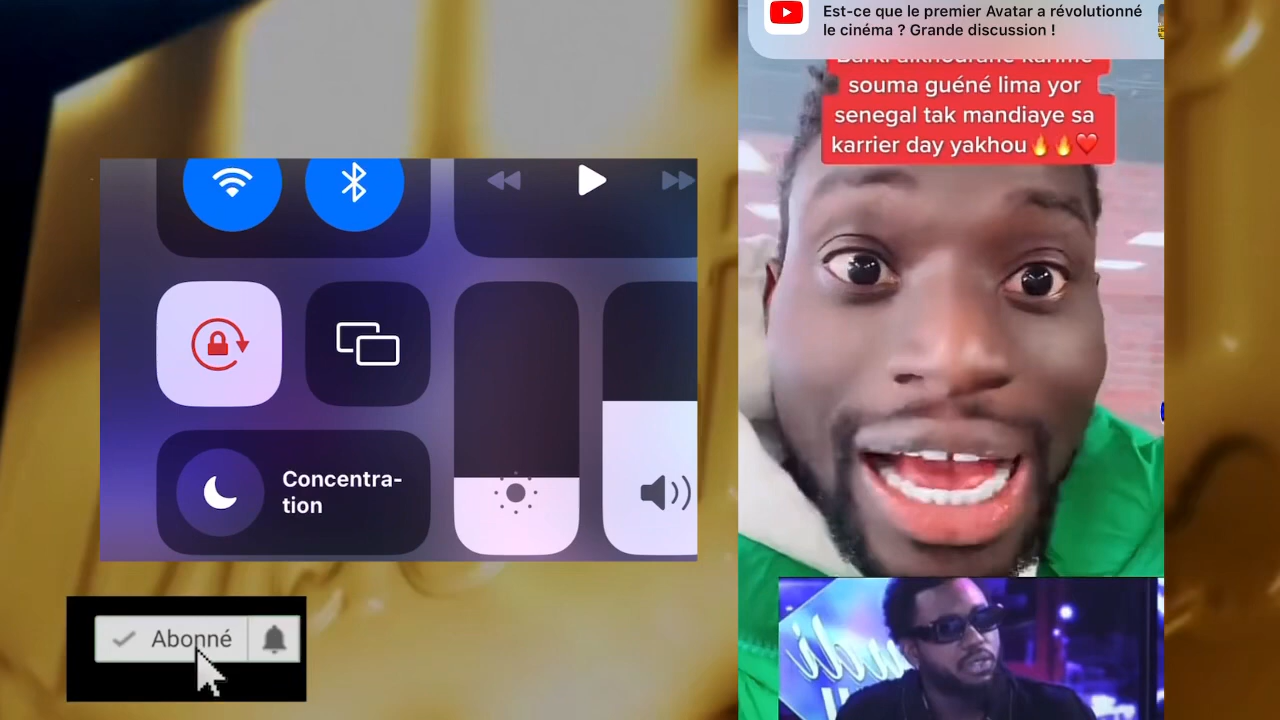 Est-ce que le premier Avatar a révolutionné
le cinéma ? Grande discussion !
souma guéné lima yor
senegal tak mandiaye sa
karrier day yakhou🔥🔥❤️
Concentra-
tion
Abonné